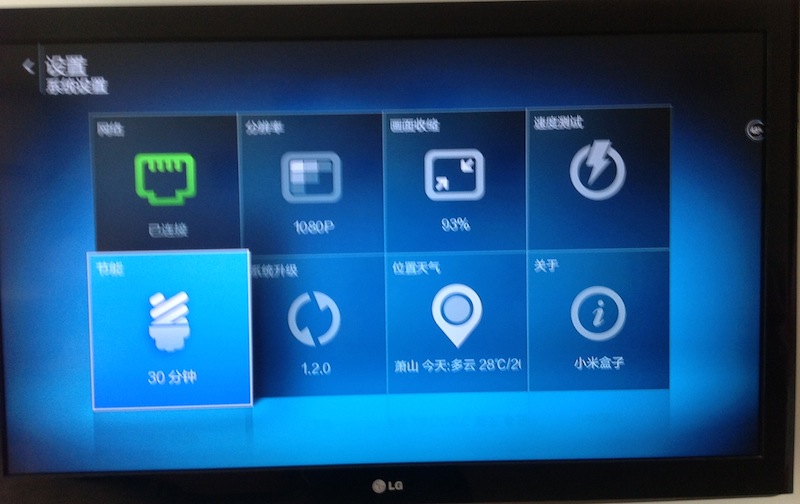 设置
系统设置
网络
已连接
分辨率
1080P
画面收缩
93%
速度测试
节能
30 分钟
系统升级
1.2.0
位置天气
萧山 今天:多云 28℃/2
关于
小米盒子
LG